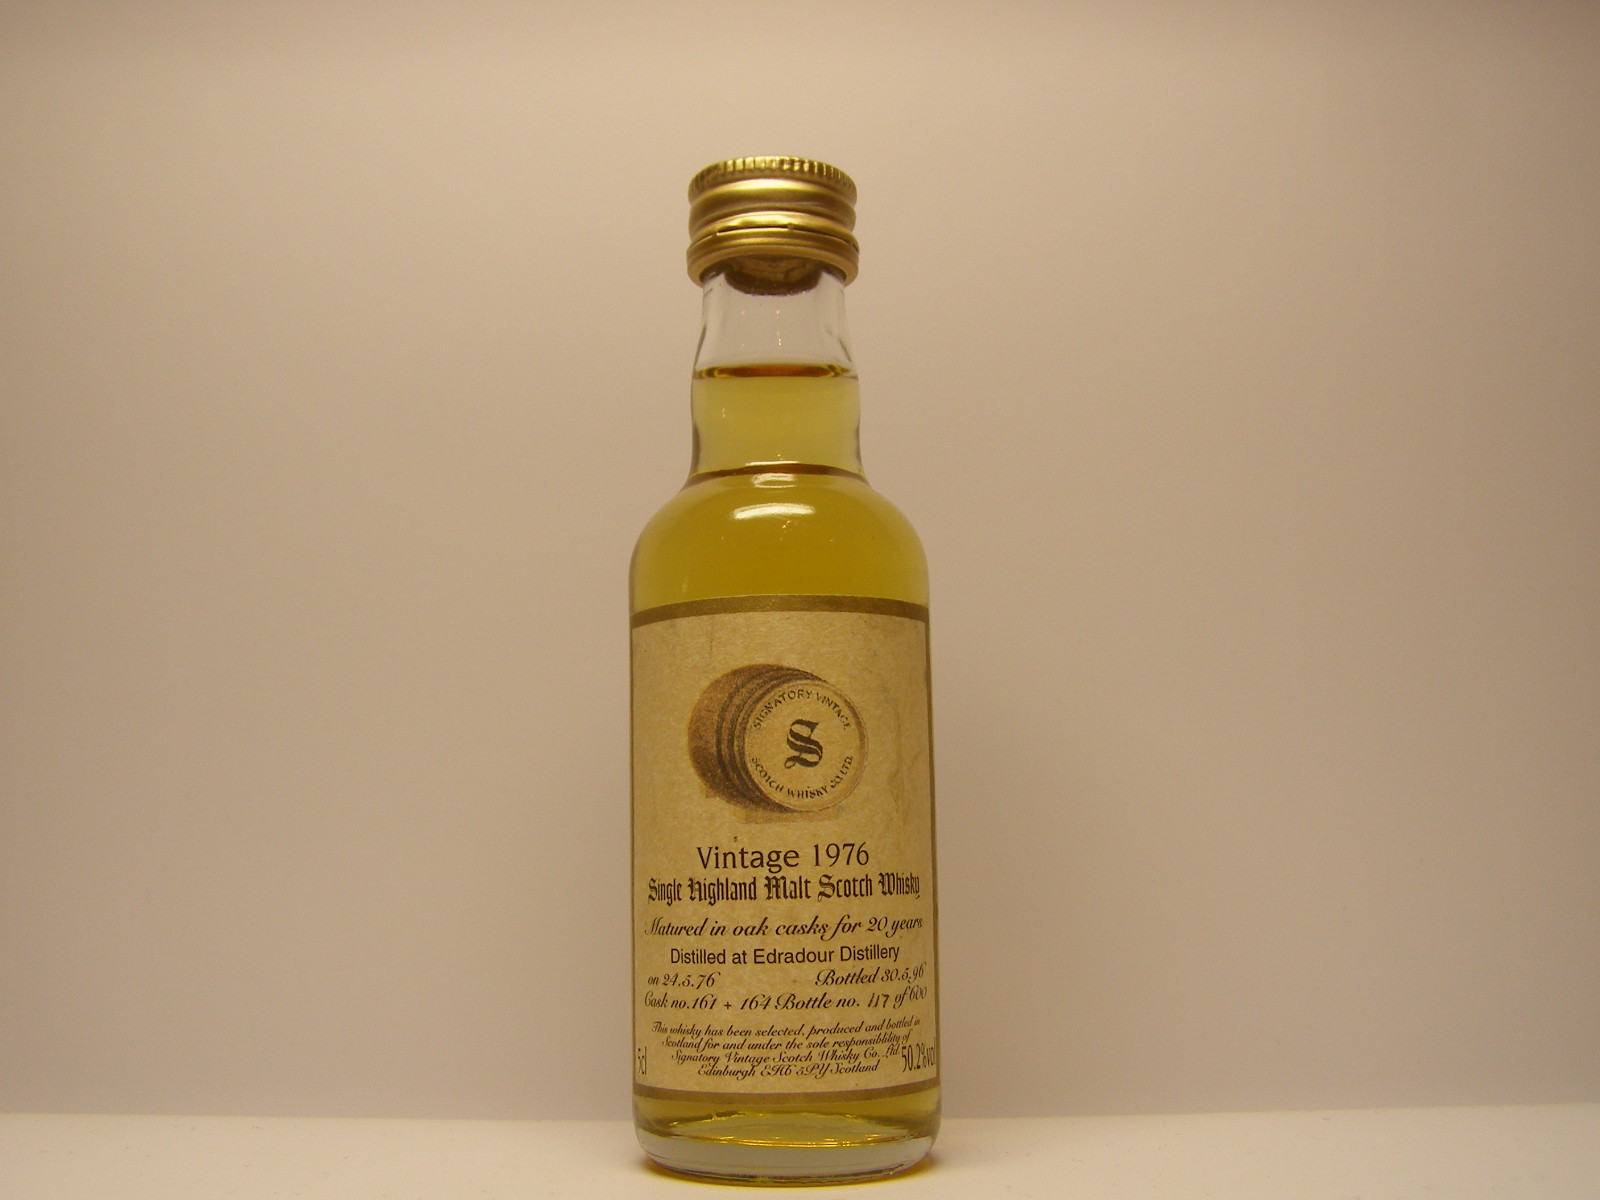 SIGNATORY VINTAGE
S
SCOTCH WHISKY CO. LTD.
Vintage 1976
Single Highland Malt Scotch Whisky
Matured in oak casks for 20 years
Distilled at Edradour Distillery
on 24.5.76 Bottled 30.5.96
Cask no. 161 + 164 Bottle no. 47 of 600
This whisky has been selected, produced and bottled in
Scotland for and under the sole responsiblility of
Signatory Vintage Scotch Whisky Co. Ltd
Edinburgh EH6 5PY Scotland
5cl 50.2%vol